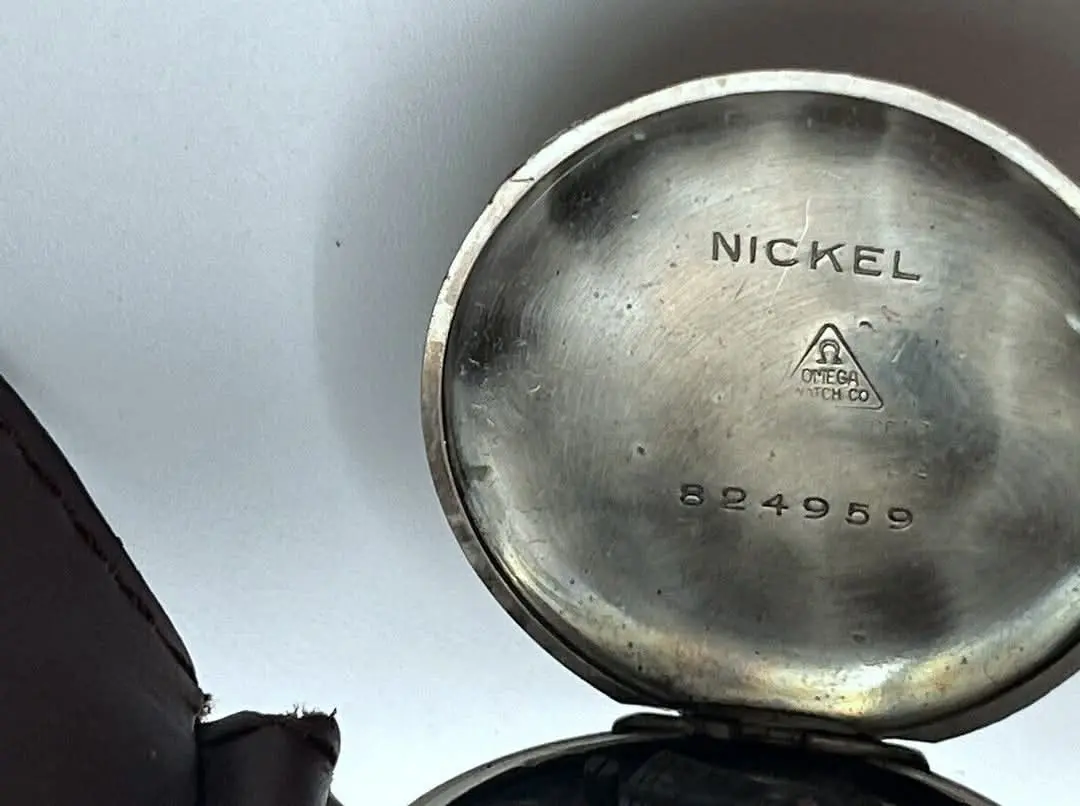 NICKEL
Ω
OMEGA
WATCH CO
824959